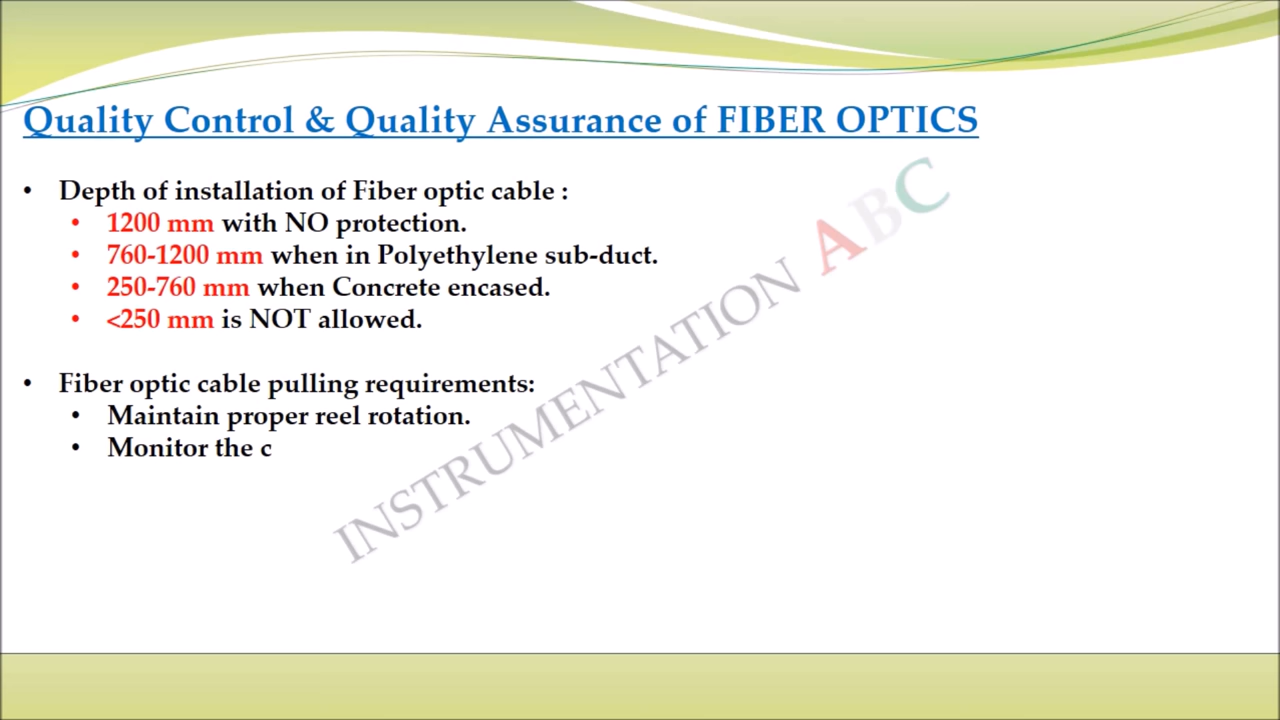 Quality Control & Quality Assurance of FIBER OPTICS
• Depth of installation of Fiber optic cable :
• 1200 mm with NO protection.
• 760-1200 mm when in Polyethylene sub-duct.
• 250-760 mm when Concrete encased.
• <250 mm is NOT allowed.
• Fiber optic cable pulling requirements:
• Maintain proper reel rotation.
• Monitor the c
INSTRUMENTATION ABC